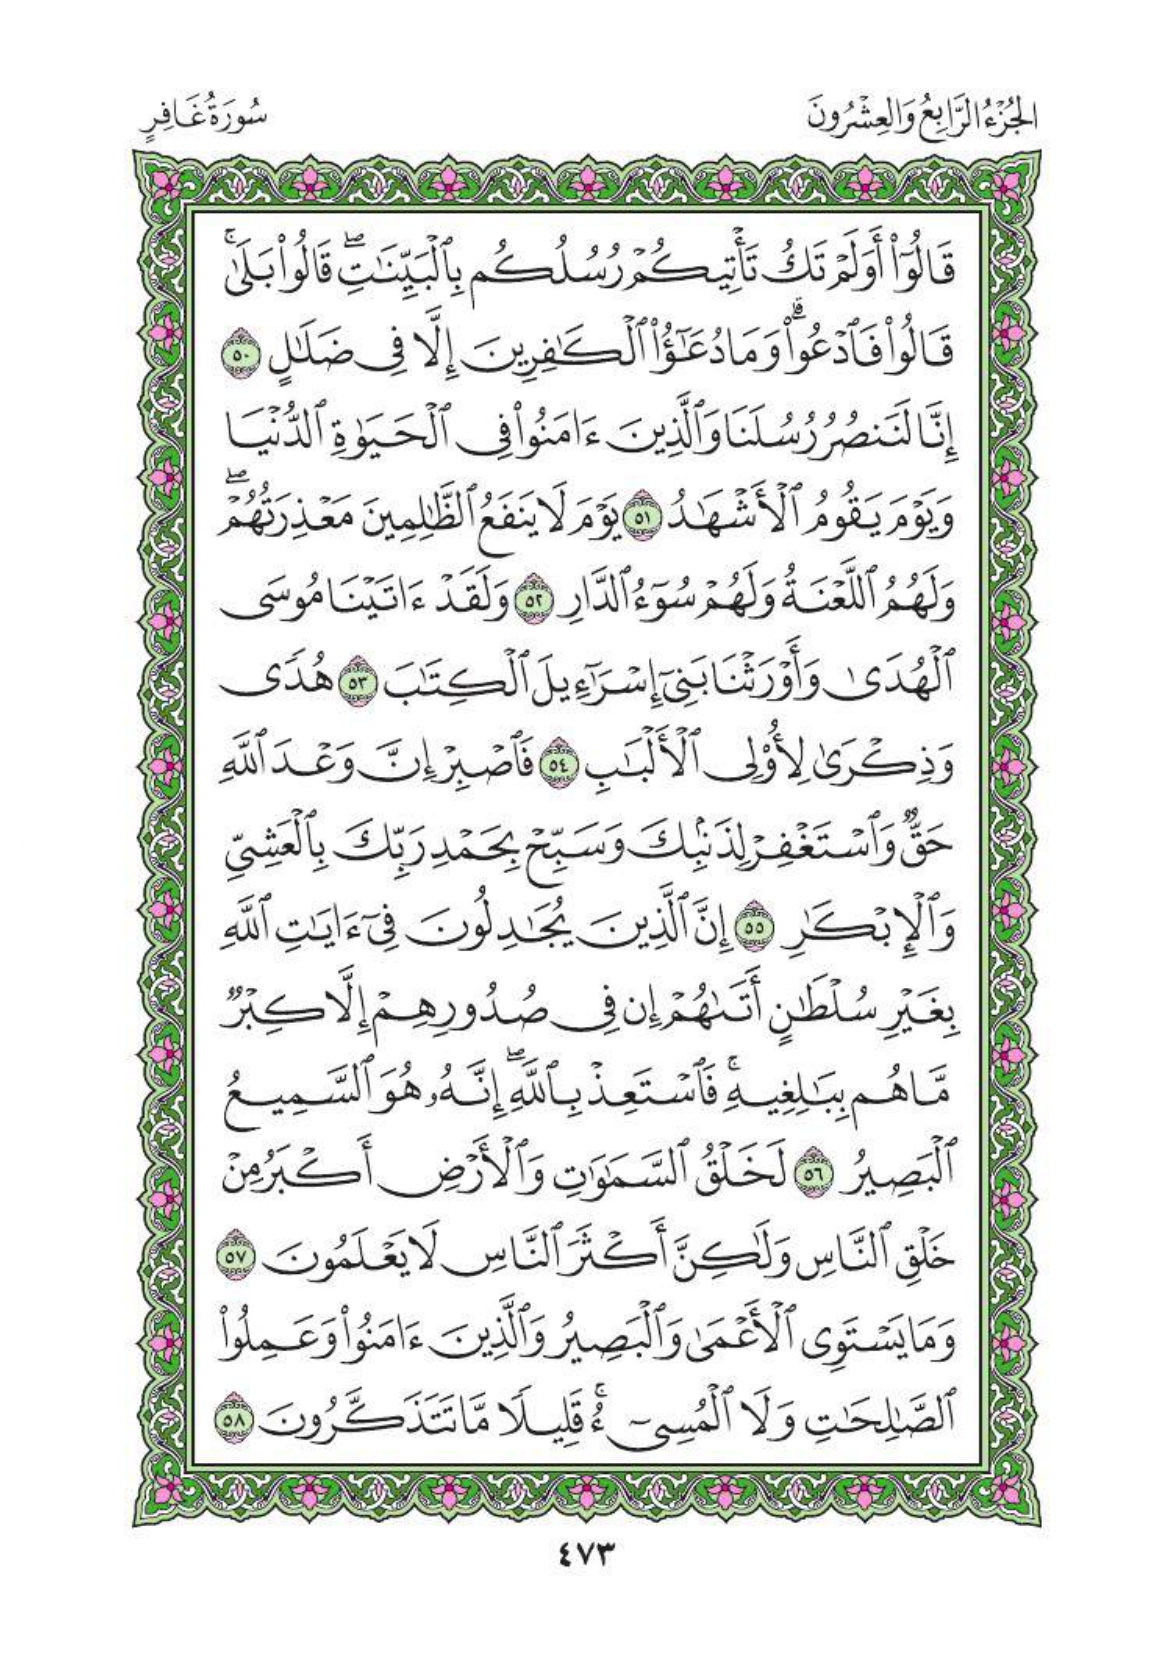 الجُزْءُ الرَّابِعُ وَالعِشْرُونَ
سُورَةُ غَافِرٍ
قَالُوٓا۟ أَوَلَمْ تَكُ تَأْتِيكُمْ رُسُلُكُم بِٱلْبَيِّنَٰتِۖ قَالُوا۟ بَلَىٰۚ
قَالُوا۟ فَٱدْعُوا۟ۗ وَمَا دُعَٰٓؤُا۟ ٱلْكَٰفِرِينَ إِلَّا فِى ضَلَٰلٍ ٥٠
إِنَّا لَنَنصُرُ رُسُلَنَا وَٱلَّذِينَ ءَامَنُوا۟ فِى ٱلْحَيَوٰةِ ٱلدُّنْيَا
وَيَوْمَ يَقُومُ ٱلْأَشْهَٰدُ ٥١ يَوْمَ لَا يَنفَعُ ٱلظَّٰلِمِينَ مَعْذِرَتُهُمْۖ
وَلَهُمُ ٱللَّعْنَةُ وَلَهُمْ سُوٓءُ ٱلدَّارِ ٥٢ وَلَقَدْ ءَاتَيْنَا مُوسَى
ٱلْهُدَىٰ وَأَوْرَثْنَا بَنِىٓ إِسْرَٰٓءِيلَ ٱلْكِتَٰبَ ٥٣ هُدًى
وَذِكْرَىٰ لِأُو۟لِى ٱلْأَلْبَٰبِ ٥٤ فَٱصْبِرْ إِنَّ وَعْدَ ٱللَّهِ
حَقٌّ وَٱسْتَغْفِرْ لِذَنۢبِكَ وَسَبِّحْ بِحَمْدِ رَبِّكَ بِٱلْعَشِىِّ
وَٱلْإِبْكَٰرِ ٥٥ إِنَّ ٱلَّذِينَ يُجَٰدِلُونَ فِىٓ ءَايَٰتِ ٱللَّهِ
بِغَيْرِ سُلْطَٰنٍ أَتَىٰهُمْ إِن فِى صُدُورِهِمْ إِلَّا كِبْرٌ
مَّا هُم بِبَٰلِغِيهِۚ فَٱسْتَعِذْ بِٱللَّهِۖ إِنَّهُۥ هُوَ ٱلسَّمِيعُ
ٱلْبَصِيرُ ٥٦ لَخَلْقُ ٱلسَّمَٰوَٰتِ وَٱلْأَرْضِ أَكْبَرُ مِنْ
خَلْقِ ٱلنَّاسِ وَلَٰكِنَّ أَكْثَرَ ٱلنَّاسِ لَا يَعْلَمُونَ ٥٧
وَمَا يَسْتَوِى ٱلْأَعْمَىٰ وَٱلْبَصِيرُ وَٱلَّذِينَ ءَامَنُوا۟ وَعَمِلُوا۟
ٱلصَّٰلِحَٰتِ وَلَا ٱلْمُسِىٓءُۚ قَلِيلًا مَّا تَتَذَكَّرُونَ ٥٨
٤٧٣